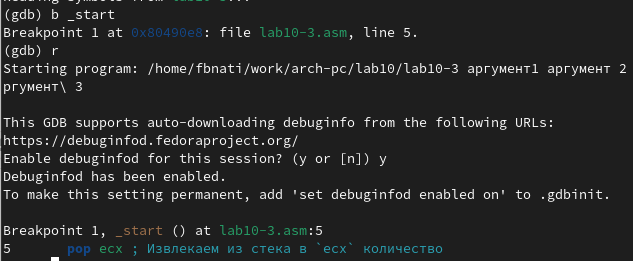 (gdb) b _start
Breakpoint 1 at 0x80490e8: file lab10-3.asm, line 5.
(gdb) r
Starting program: /home/fbnati/work/arch-pc/lab10/lab10-3 аргумент1 аргумент 2
ргумент\ 3
This GDB supports auto-downloading debuginfo from the following URLs:
https://debuginfod.fedoraproject.org/
Enable debuginfod for this session? (y or [n]) y
Debuginfod has been enabled.
To make this setting permanent, add 'set debuginfod enabled on' to .gdbinit.
Breakpoint 1, _start () at lab10-3.asm:5
5 pop ecx ; Извлекаем из стека в `ecx` количество